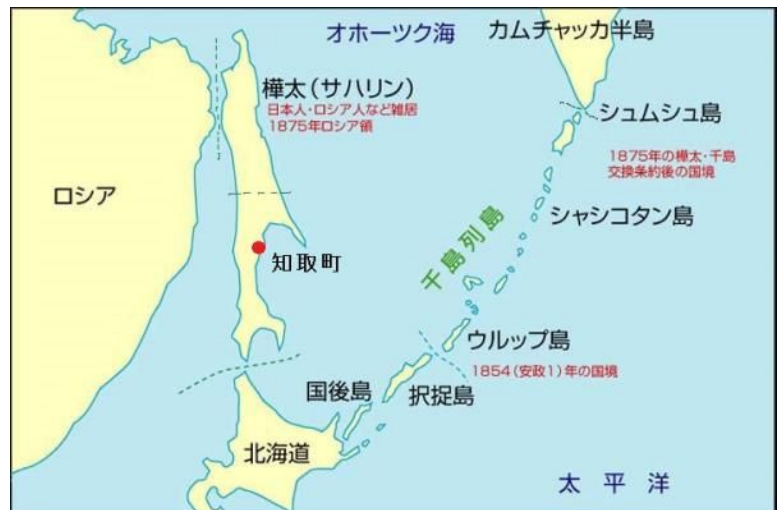 オホーツク海
カムチャッカ半島
樺太(サハリン)
日本人・ロシア人など雑居
1875年ロシア領
シュムシュ島
1875年の樺太・千島
交換条約後の国境
ロシア
シャシコタン島
千島列島
知取町
ウルップ島
1854(安政1)年の国境
国後島
択捉島
北海道
太平洋